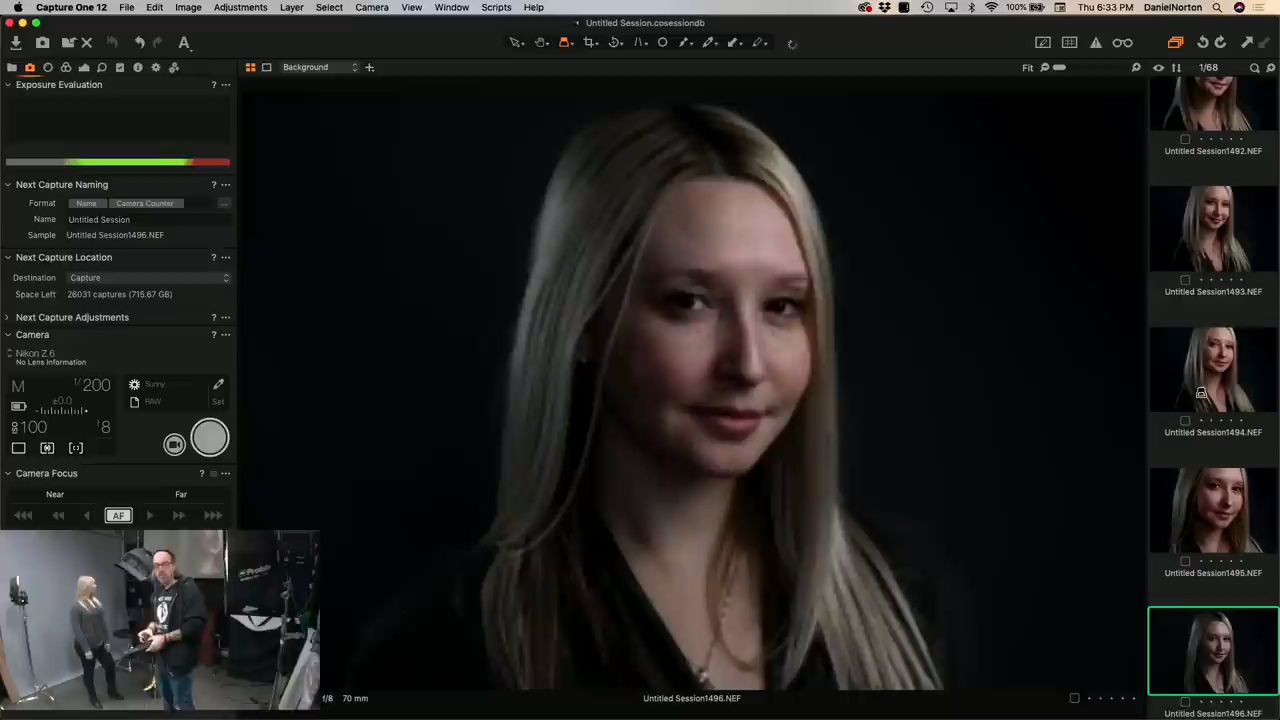 Capture One 12 File Edit View Image Adjustments Layer Select Camera Window Scripts Help 100% Thu 6:33 PM DanielNorton
Untitled Session.cosessiondb
Background Fit 1/68
Exposure Evaluation ? ...
Next Capture Naming ? ...
Format Name Camera Counter ...
Name Untitled Session
Sample Untitled Session1496.NEF
Next Capture Location ? ...
Destination Capture
Space Left 26031 captures (715.67 GB)
Next Capture Adjustments ? ...
Camera ? ...
Nikon Z 6
No Lens Information
M 1/200 Sunny
±0.0 RAW Set
ISO 100 f8
Camera Focus ? ...
Near Far
AF
Profoto
f/8 70 mm
Untitled Session1496.NEF
Untitled Session1492.NEF
Untitled Session1493.NEF
Untitled Session1494.NEF
Untitled Session1495.NEF
Untitled Session1496.NEF